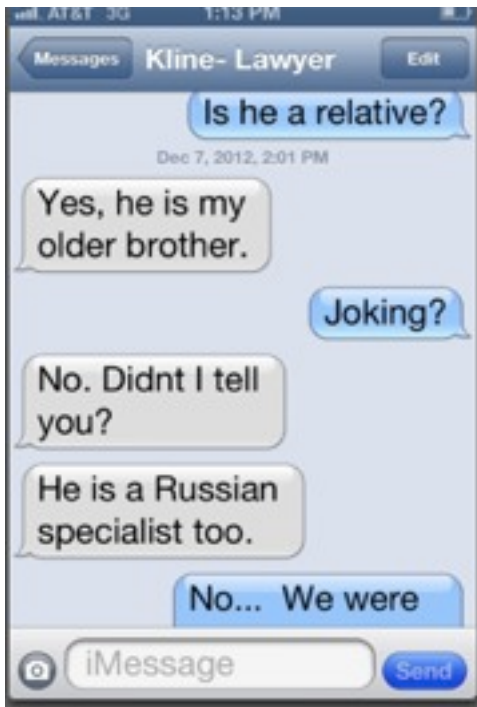 AT&T 3G 1:13 PM
Messages Kline- Lawyer Edit
Is he a relative?
Dec 7, 2012, 2:01 PM
Yes, he is my
older brother.
Joking?
No. Didnt I tell
you?
He is a Russian
specialist too.
No... We were
iMessage Send